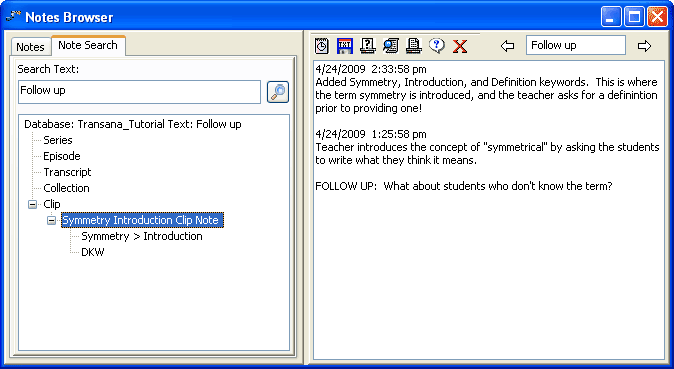 Notes Browser
Notes
Note Search
Search Text:
Follow up
Database: Transana_Tutorial Text: Follow up
Series
Episode
Transcript
Collection
Clip
Symmetry Introduction Clip Note
Symmetry > Introduction
DKW
Follow up
4/24/2009 2:33:58 pm
Added Symmetry, Introduction, and Definition keywords. This is where
the term symmetry is introduced, and the teacher asks for a definintion
prior to providing one!
4/24/2009 1:25:58 pm
Teacher introduces the concept of "symmetrical" by asking the students
to write what they think it means.
FOLLOW UP: What about students who don't know the term?